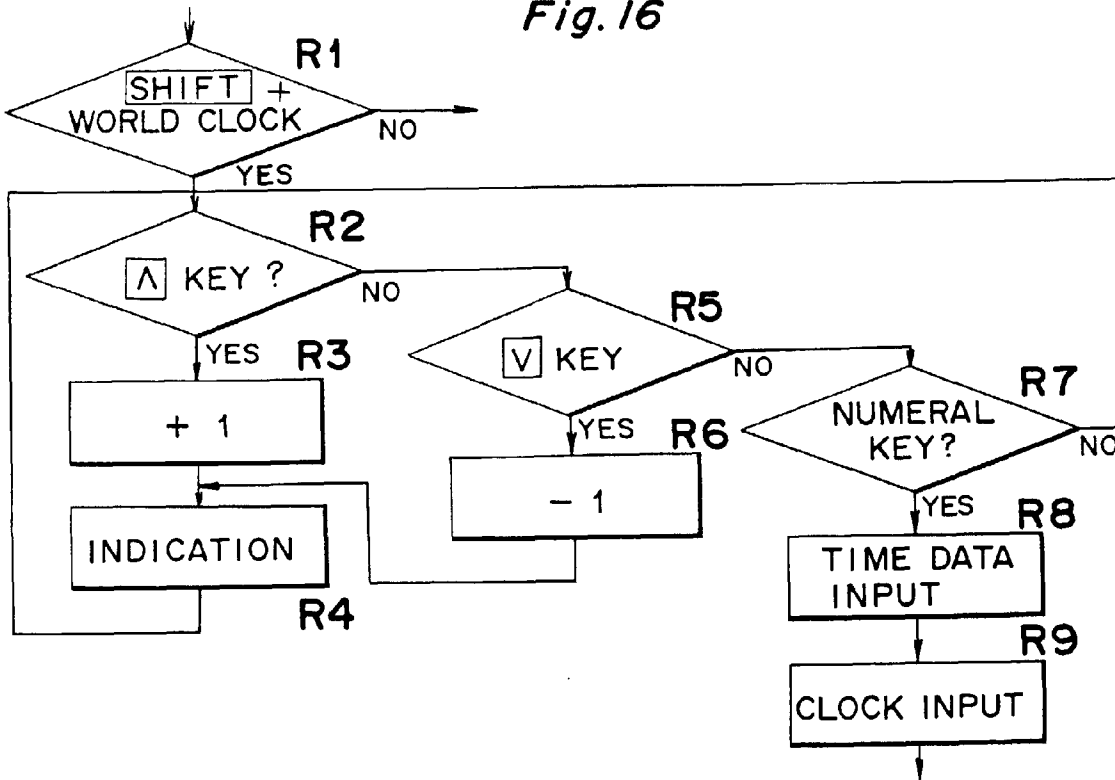 Fig. 16
R1
SHIFT +
WORLD CLOCK
NO
YES
R2
Λ KEY ?
NO
YES
R3
+ 1
INDICATION
R4
R5
V KEY
NO
YES
R6
− 1
R7
NUMERAL
KEY?
NO
YES
R8
TIME DATA
INPUT
R9
CLOCK INPUT